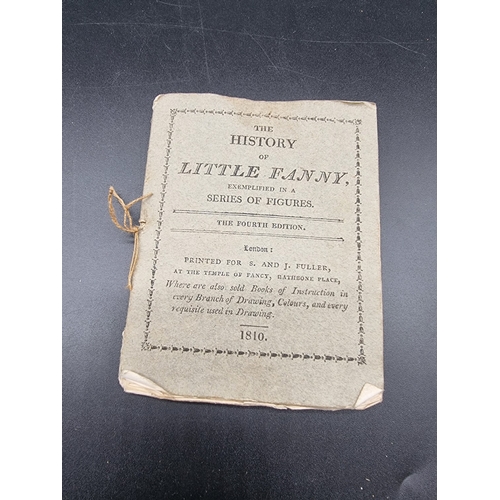 THE
HISTORY
OF
LITTLE FANNY,
EXEMPLIFIED IN A
SERIES OF FIGURES.
THE FOURTH EDITION.
London:
PRINTED FOR S. AND J. FULLER,
AT THE TEMPLE OF FANCY, RATHBONE PLACE,
Where are also sold Books of Instruction in
every Branch of Drawing, Colours, and every
requisite used in Drawing.
1810.